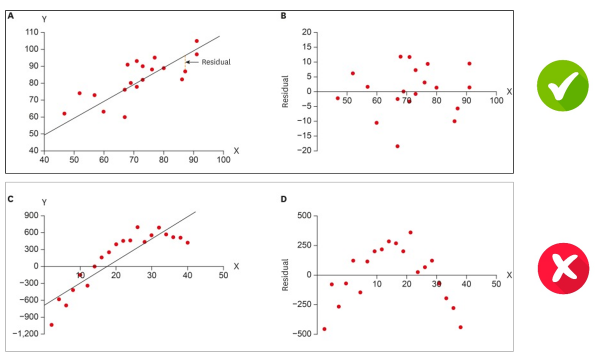 A
Y
110
100
90
80
70
60
50
40
40 50 60 70 80 90 100
X
Residual
B
20
15
10
5
0
−5
−10
−15
−20
50 60 70 80 90 100
X
Residual
C
Y
900
600
300
0
−300
−600
−900
−1,200
10 20 30 40 50
X
D
500
250
0
−250
−500
10 20 30 40 50
X
Residual